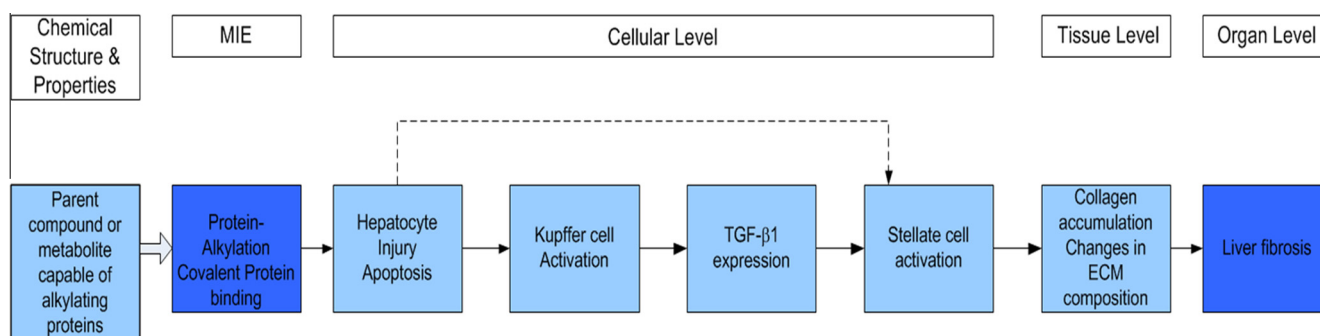 Chemical
Structure &
Properties
MIE
Cellular Level
Tissue Level
Organ Level
Parent
compound or
metabolite
capable of
alkylating
proteins
Protein-
Alkylation
Covalent Protein
binding
Hepatocyte
Injury
Apoptosis
Kupffer cell
Activation
TGF-β1
expression
Stellate cell
activation
Collagen
accumulation
Changes in
ECM
composition
Liver fibrosis